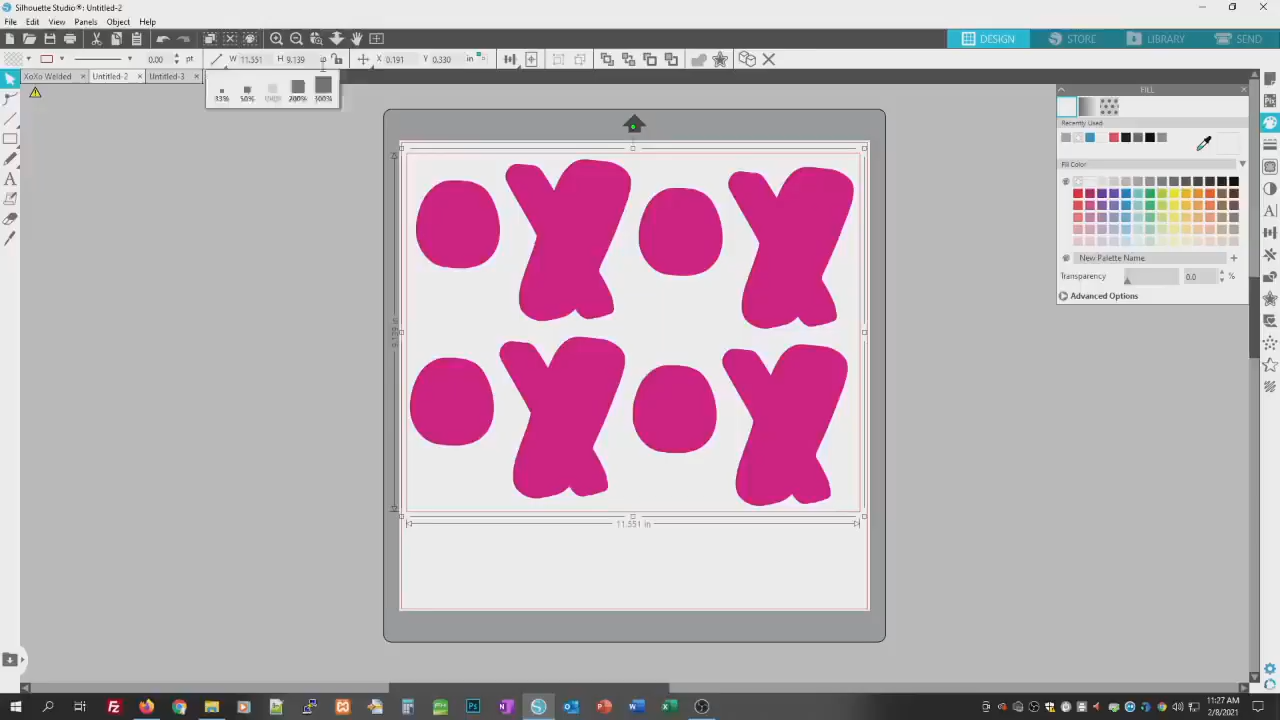 Silhouette Studio®: Untitled-2
File Edit View Panels Object Help
DESIGN STORE LIBRARY SEND
0.00 pt W 11.551 H 9.139 X 0.191 Y 0.330 in
XoXo Welded × Untitled-2 × Untitled-3 ×
33% 50% 200% 300%
FILL
Recently Used:
Fill Color
New Palette Name
Transparency 0.0 %
Advanced Options
11.551 in
11:27 AM
2/8/2021